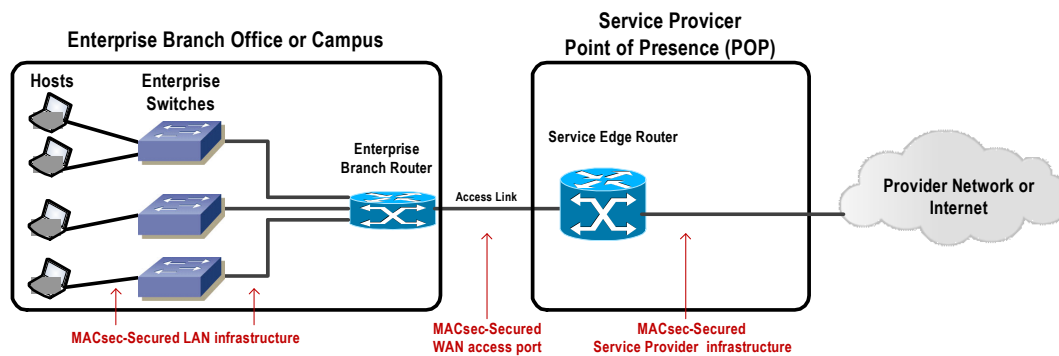 Enterprise Branch Office or Campus
Service Provicer
Point of Presence (POP)
Hosts
Enterprise
Switches
Enterprise
Branch Router
Access Link
Service Edge Router
Provider Network or
Internet
MACsec-Secured LAN infrastructure
MACsec-Secured
WAN access port
MACsec-Secured
Service Provider infrastructure